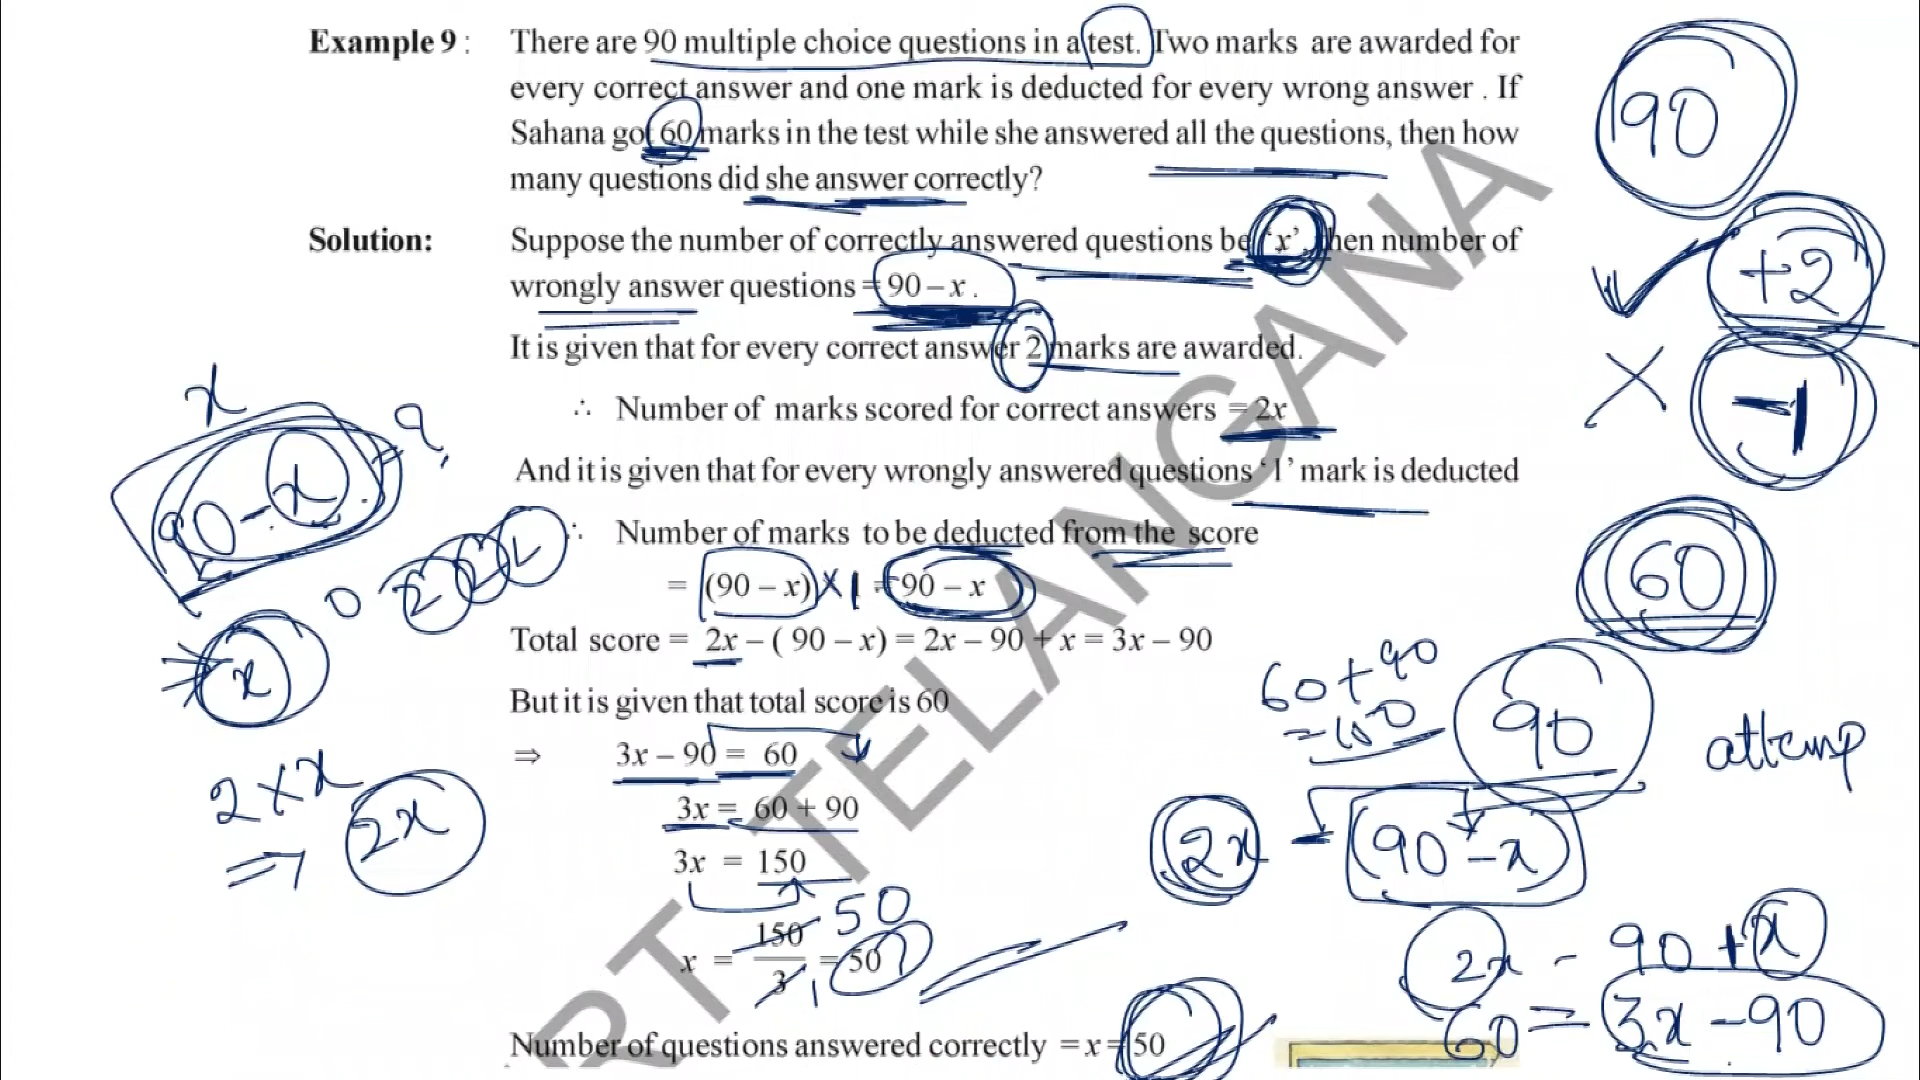 Example 9 : There are 90 multiple choice questions in a test. Two marks are awarded for
every correct answer and one mark is deducted for every wrong answer . If
Sahana got 60 marks in the test while she answered all the questions, then how
many questions did she answer correctly?
Solution: Suppose the number of correctly answered questions be ‘x’, then number of
wrongly answer questions = 90 – x .
It is given that for every correct answer 2 marks are awarded.
∴ Number of marks scored for correct answers = 2x
And it is given that for every wrongly answered questions ‘1’ mark is deducted
∴ Number of marks to be deducted from the score
= (90 – x) × 1 = 90 – x
Total score = 2x – ( 90 – x) = 2x – 90 + x = 3x – 90
But it is given that total score is 60
⇒ 3x – 90 = 60
3x = 60 + 90
3x = 150
x = 150/3 = 50
50
1
Number of questions answered correctly = x = 50
90
+2
×
-1
60
60+90
=150
90
attemp
2x - (90 - x)
2x - 90 + x
60 = 3x - 90
x
90 - x = ?
x
0 2
2 × x
⇒ 2x
RT TELANGANA